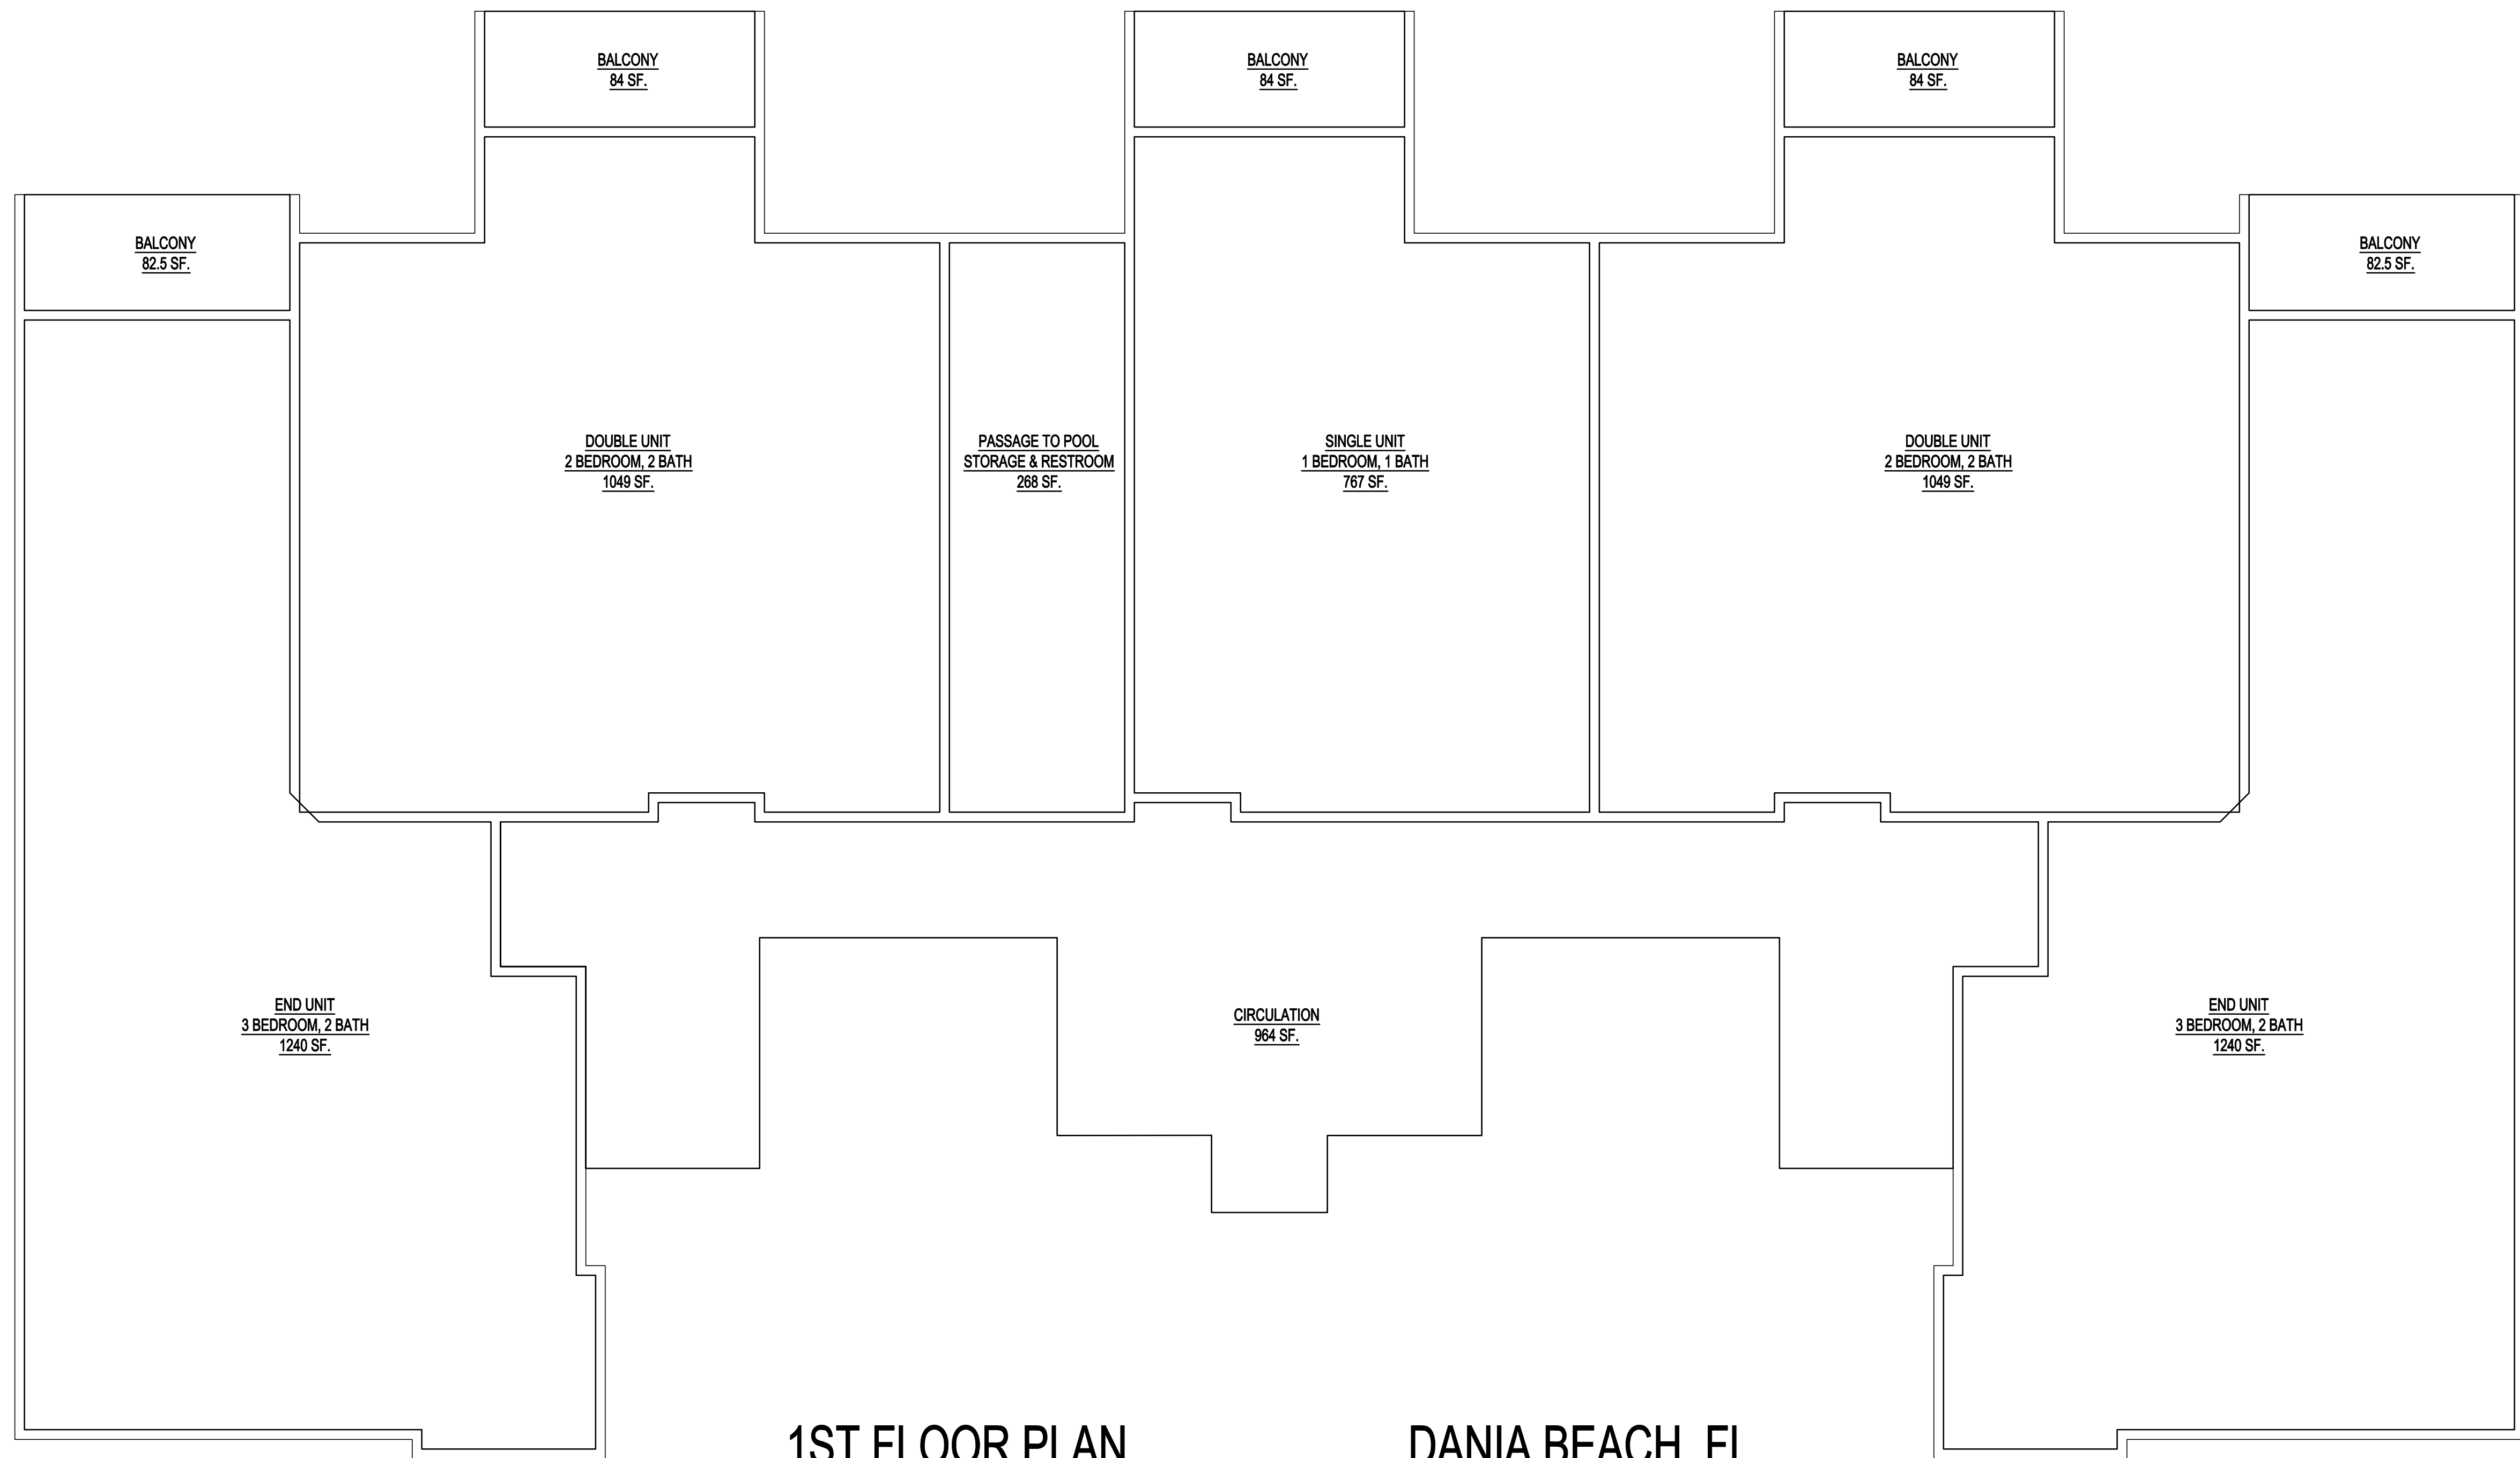 BALCONY
84 SF.
BALCONY
84 SF.
BALCONY
84 SF.
BALCONY
82.5 SF.
BALCONY
82.5 SF.
DOUBLE UNIT
2 BEDROOM, 2 BATH
1049 SF.
PASSAGE TO POOL
STORAGE & RESTROOM
268 SF.
SINGLE UNIT
1 BEDROOM, 1 BATH
767 SF.
DOUBLE UNIT
2 BEDROOM, 2 BATH
1049 SF.
END UNIT
3 BEDROOM, 2 BATH
1240 SF.
CIRCULATION
964 SF.
END UNIT
3 BEDROOM, 2 BATH
1240 SF.
1ST FLOOR PLAN
DANIA BEACH, FL